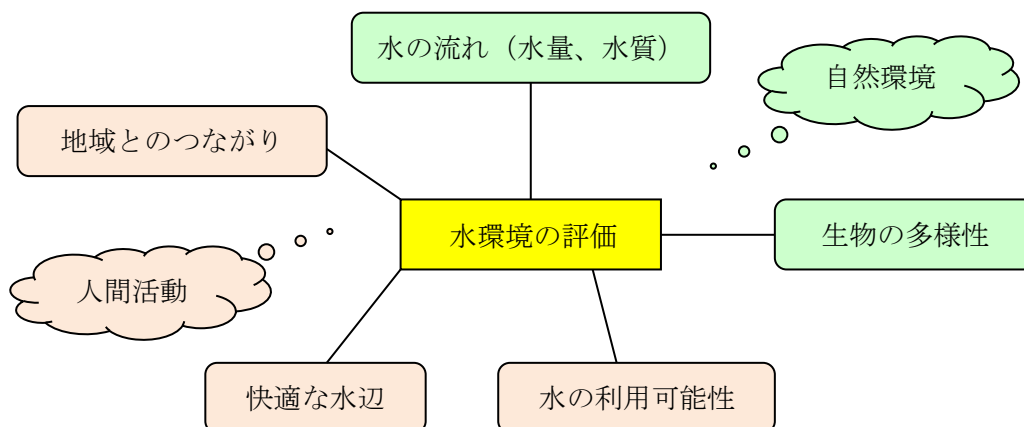 水の流れ（水量、水質）
自然環境
地域とのつながり
水環境の評価
生物の多様性
人間活動
快適な水辺
水の利用可能性